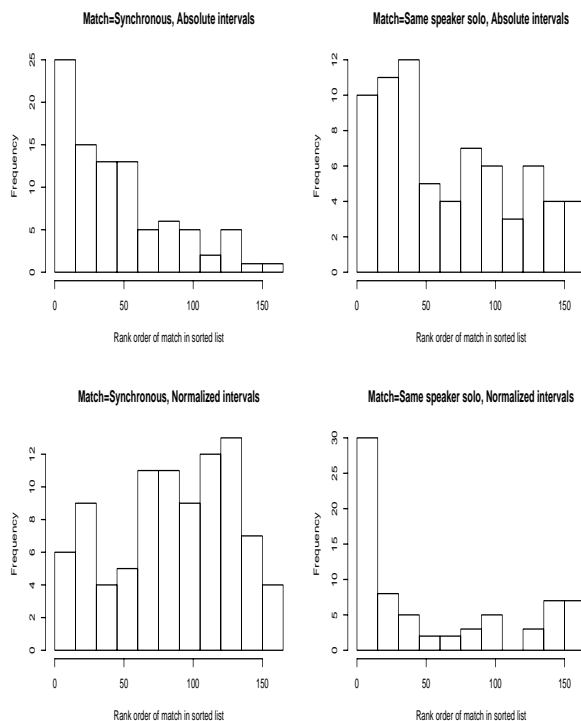 Match=Synchronous, Absolute intervals
Frequency
0 5 10 15 20 25
0 50 100 150
Rank order of match in sorted list
Match=Same speaker solo, Absolute intervals
Frequency
0 2 4 6 8 10 12
0 50 100 150
Rank order of match in sorted list
Match=Synchronous, Normalized intervals
Frequency
0 2 4 6 8 10 12
0 50 100 150
Rank order of match in sorted list
Match=Same speaker solo, Normalized intervals
Frequency
0 5 10 15 20 25 30
0 50 100 150
Rank order of match in sorted list